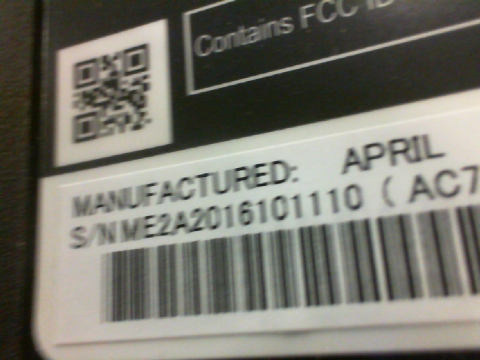 Contains FCC ID
MANUFACTURED: APRIL
S/N ME2A2016101110 ( AC7